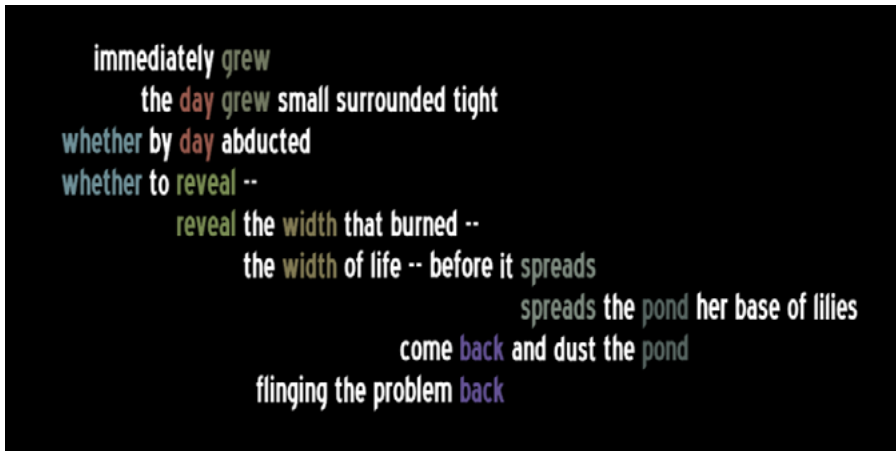 immediately grew
the day grew small surrounded tight
whether by day abducted
whether to reveal --
reveal the width that burned --
the width of life -- before it spreads
spreads the pond her base of lilies
come back and dust the pond
flinging the problem back